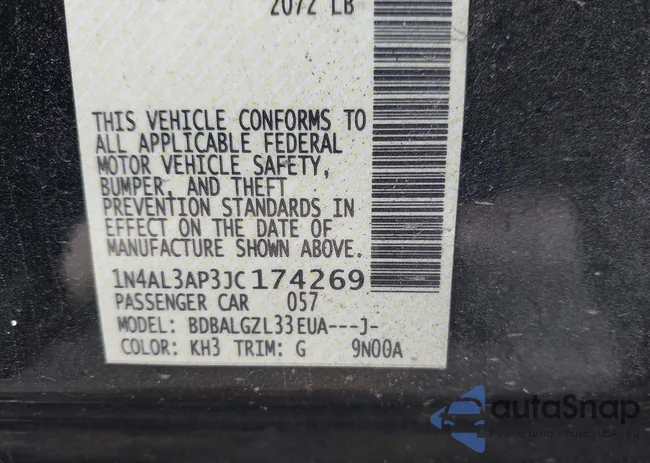 2072 LB
THIS VEHICLE CONFORMS TO
ALL APPLICABLE FEDERAL
MOTOR VEHICLE SAFETY,
BUMPER, AND THEFT
PREVENTION STANDARDS IN
EFFECT ON THE DATE OF
MANUFACTURE SHOWN ABOVE.
1N4AL3AP3JC174269
PASSENGER CAR 057
MODEL: BDBALGZL33EUA---J-
COLOR: KH3 TRIM: G 9N00A
autoSnap